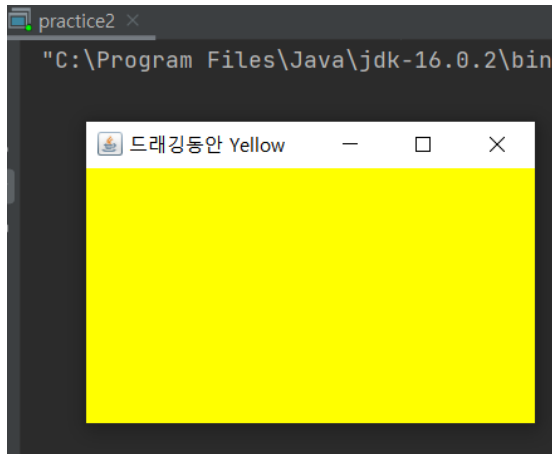 practice2
"C:\Program Files\Java\jdk-16.0.2\bin
드래깅동안 Yellow